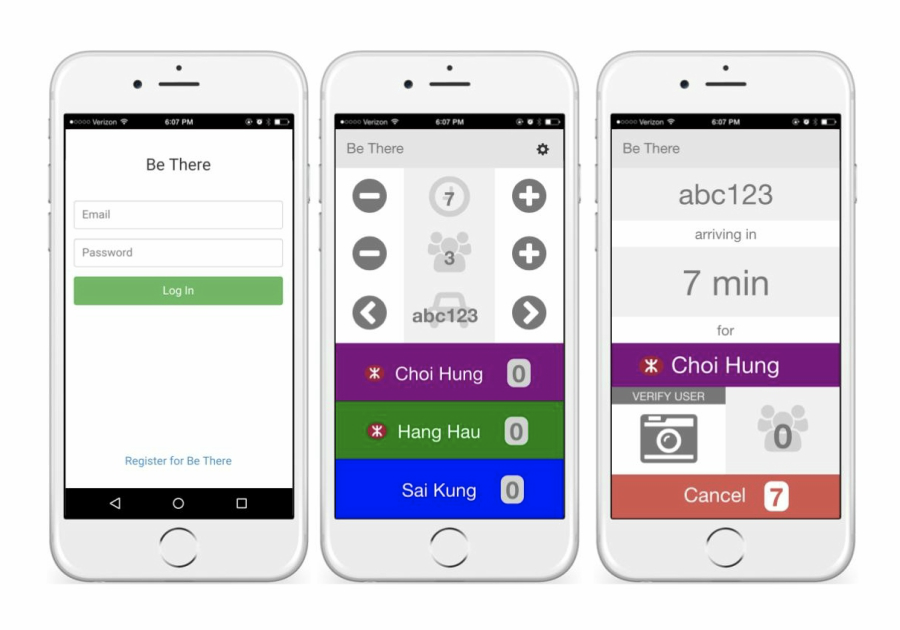 Verizon 6:07 PM
Be There
Email
Password
Log In
Register for Be There
Verizon 6:07 PM
Be There
7
3
abc123
Choi Hung 0
Hang Hau 0
Sai Kung 0
Verizon 6:07 PM
Be There
abc123
arriving in
7 min
for
Choi Hung
VERIFY USER
0
Cancel 7